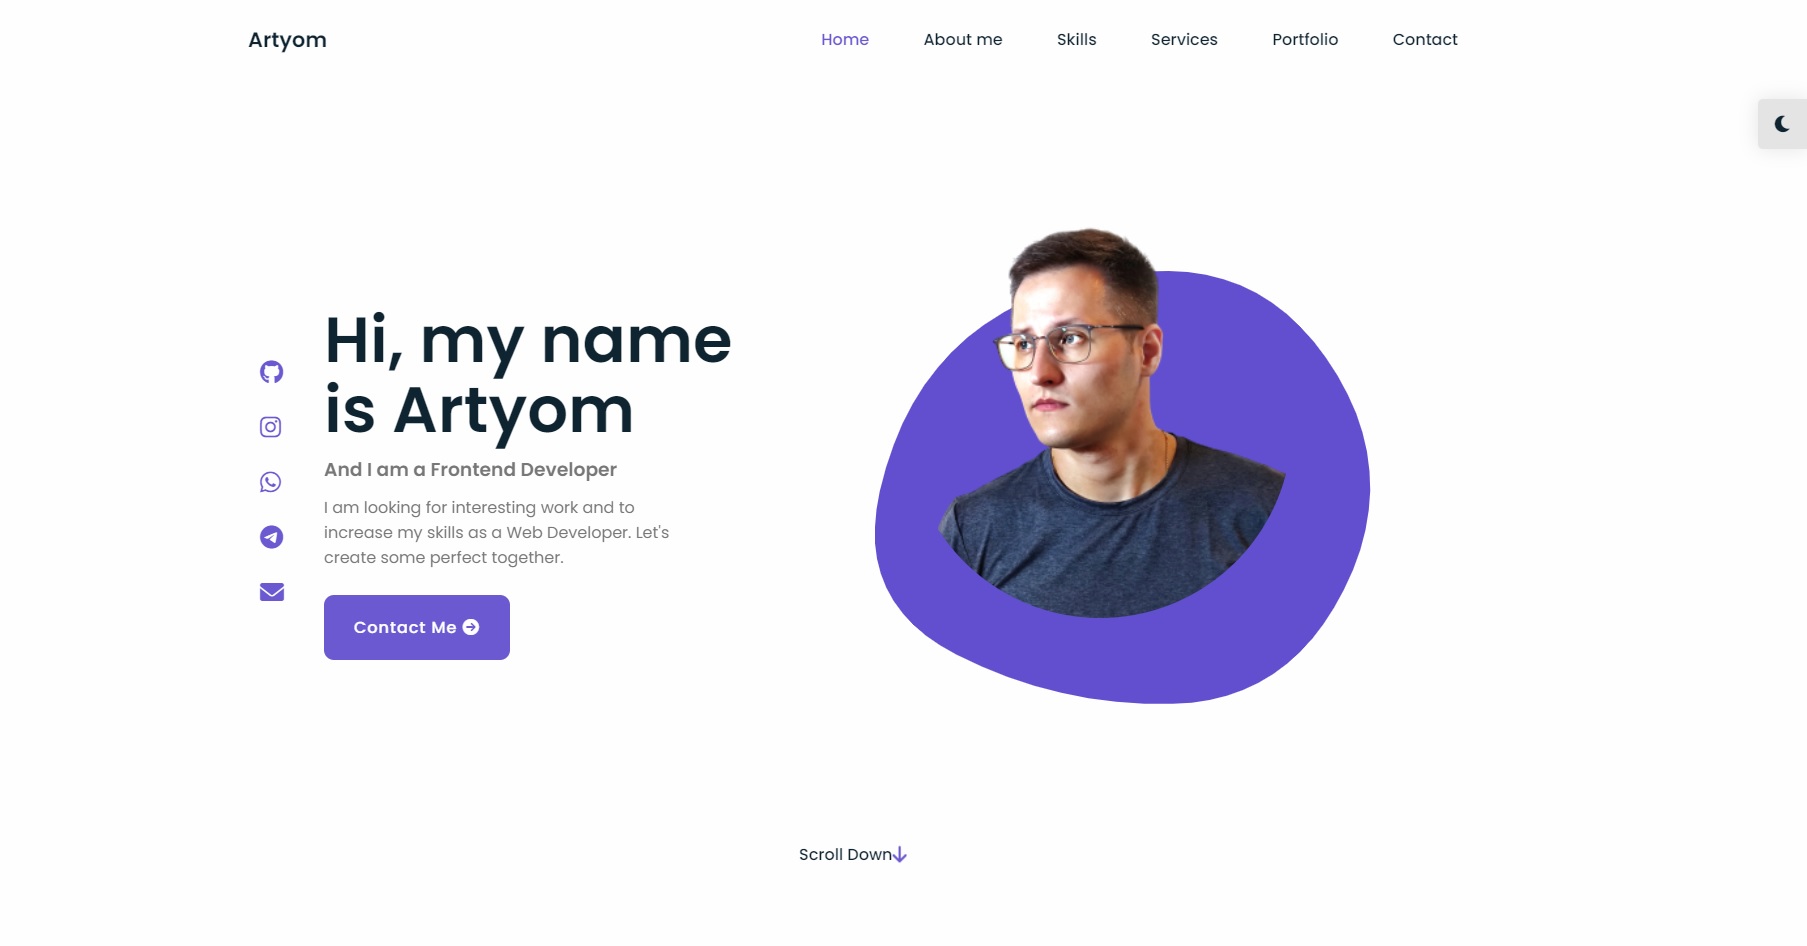 Artyom
Home
About me
Skills
Services
Portfolio
Contact
Hi, my name
is Artyom
And I am a Frontend Developer
I am looking for interesting work and to
increase my skills as a Web Developer. Let's
create some perfect together.
Contact Me
Scroll Down